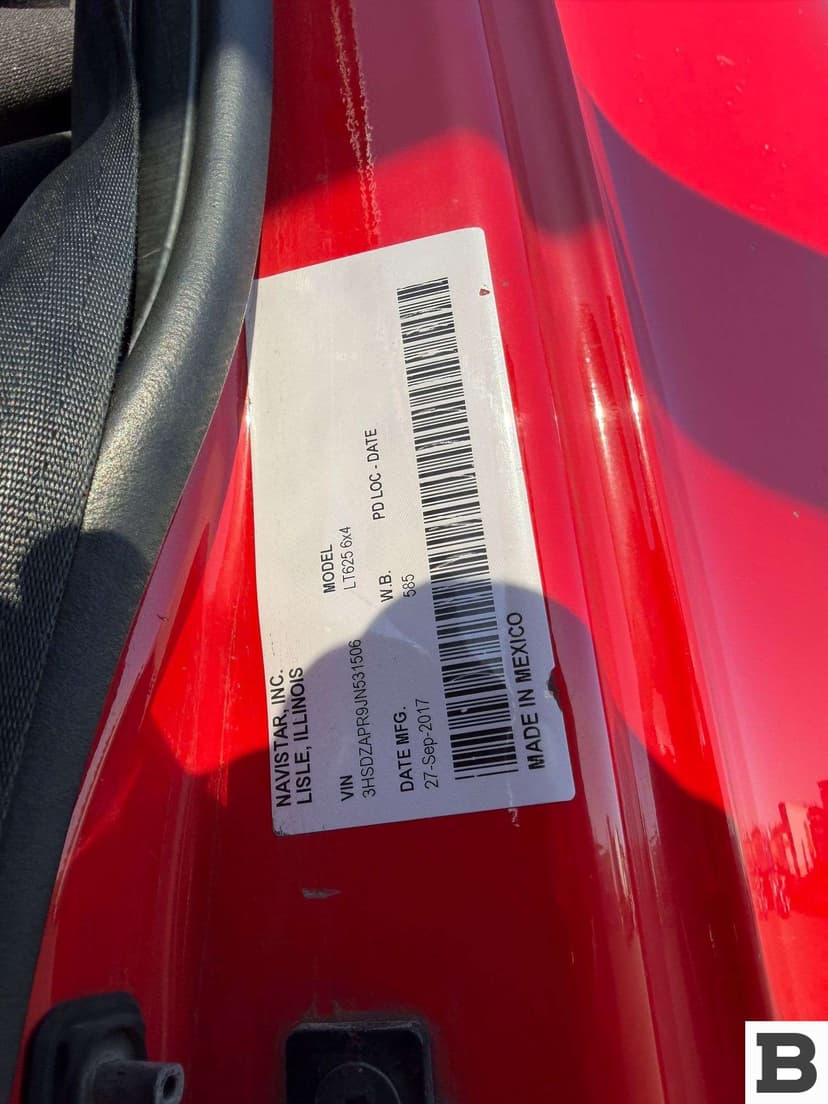 NAVISTAR, INC.
LISLE, ILLINOIS
VIN MODEL
3HSDZAPR9JN531506 LT625 6x4
DATE MFG. W.B. PD LOC - DATE
27-Sep-2017 585
MADE IN MEXICO
B